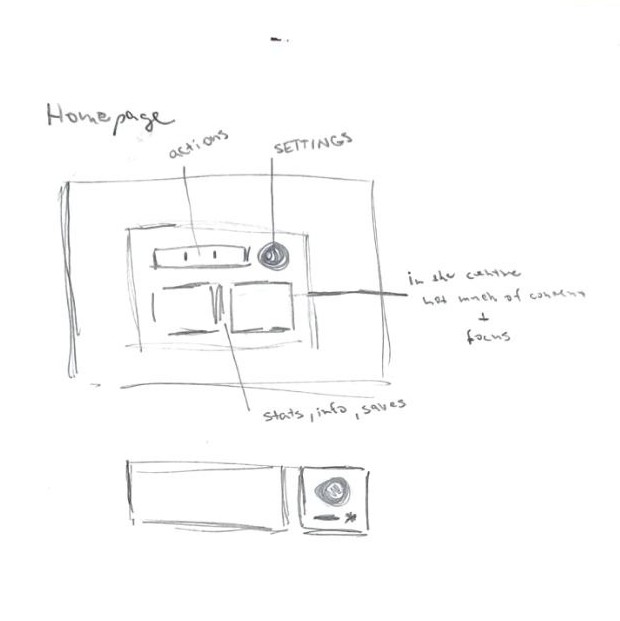 Homepage
actions
SETTINGS
in the centre
not much of content
+
focus
stats, info, saves